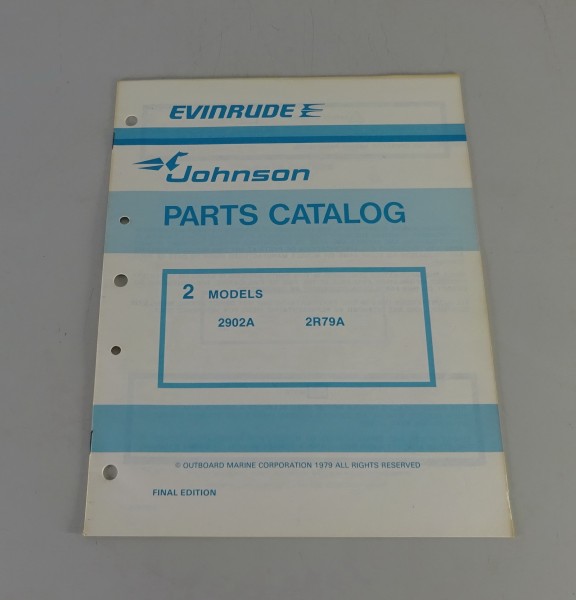 EVINRUDE
Johnson
PARTS CATALOG
2 MODELS
2902A 2R79A
© OUTBOARD MARINE CORPORATION 1979 ALL RIGHTS RESERVED
FINAL EDITION